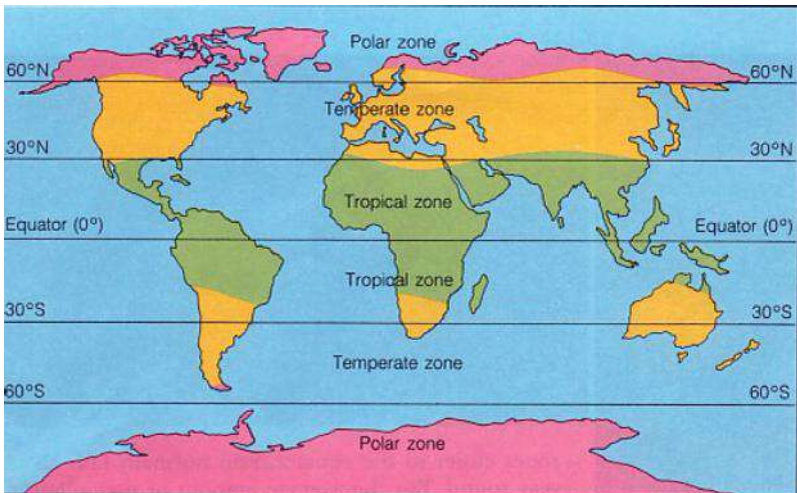 Polar zone
60°N 60°N
Temperate zone
30°N 30°N
Tropical zone
Equator (0°) Equator (0°)
Tropical zone
30°S 30°S
Temperate zone
60°S 60°S
Polar zone